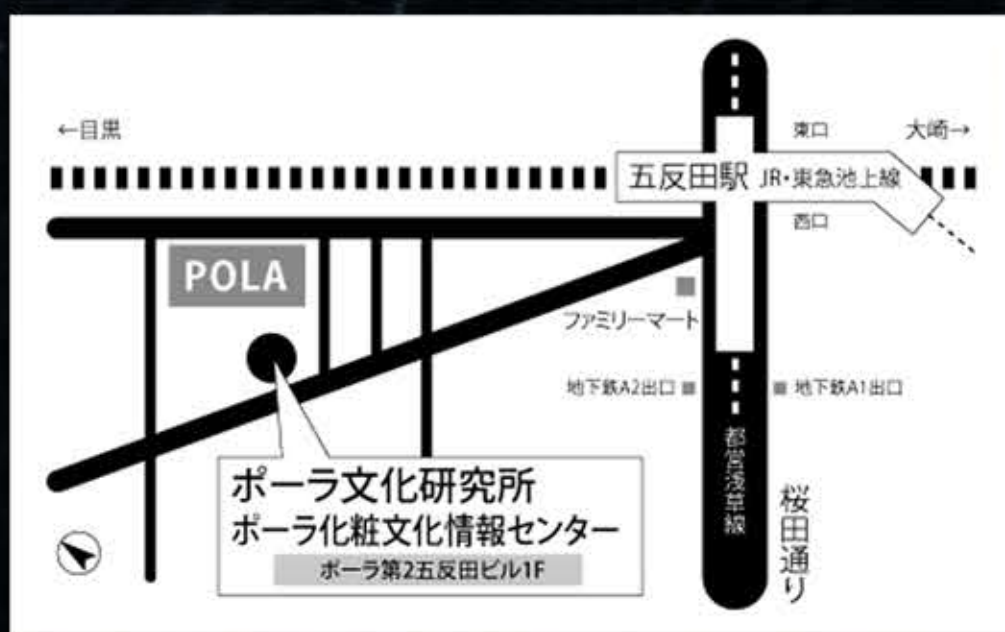 ←目黒
東口
大崎→
五反田駅 JR・東急池上線
西口
POLA
ファミリーマート
地下鉄A2出口
地下鉄A1出口
都営浅草線
桜田通り
ポーラ文化研究所
ポーラ化粧文化情報センター
ポーラ第2五反田ビル1F